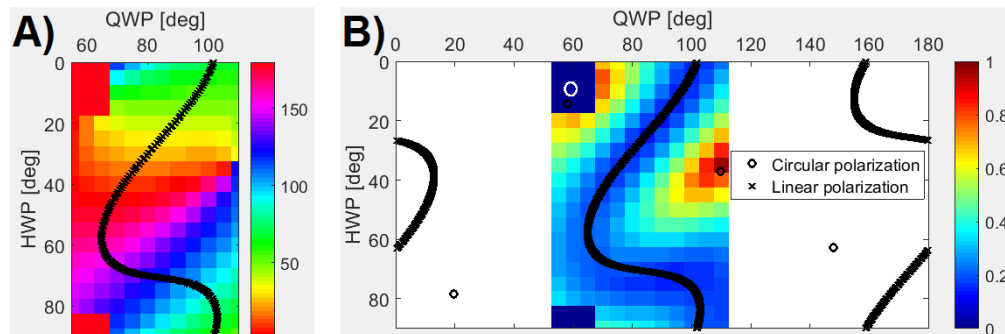 A)
QWP [deg]
60 80 100
HWP [deg]
0
20
40
60
80
150
100
50
B)
QWP [deg]
0 20 40 60 80 100 120 140 160 180
HWP [deg]
0
20
40
60
80
Circular polarization
Linear polarization
1
0.8
0.6
0.4
0.2
0